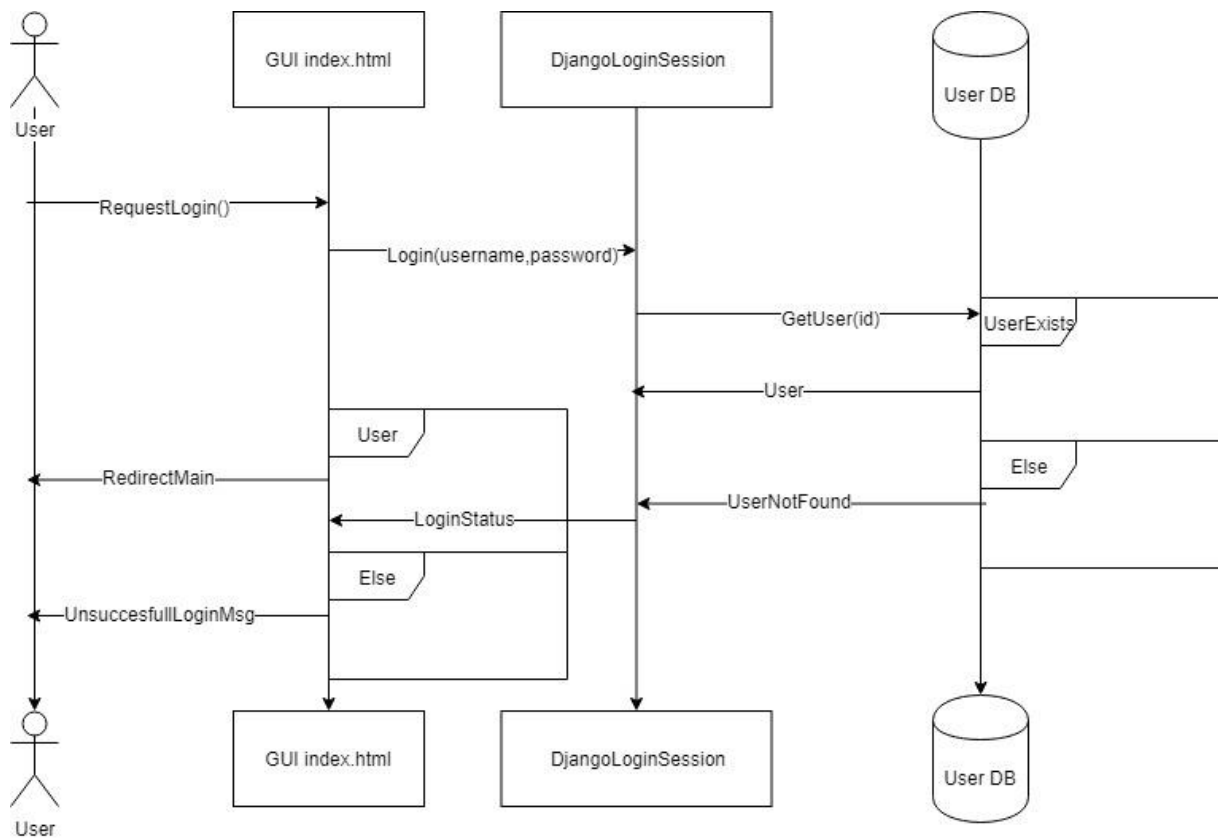 GUI index.html
DjangoLoginSession
User DB
User
RequestLogin()
Login(username,password)
GetUser(id)
UserExists
User
User
RedirectMain
Else
UserNotFound
LoginStatus
Else
UnsuccesfullLoginMsg
GUI index.html
DjangoLoginSession
User DB
User